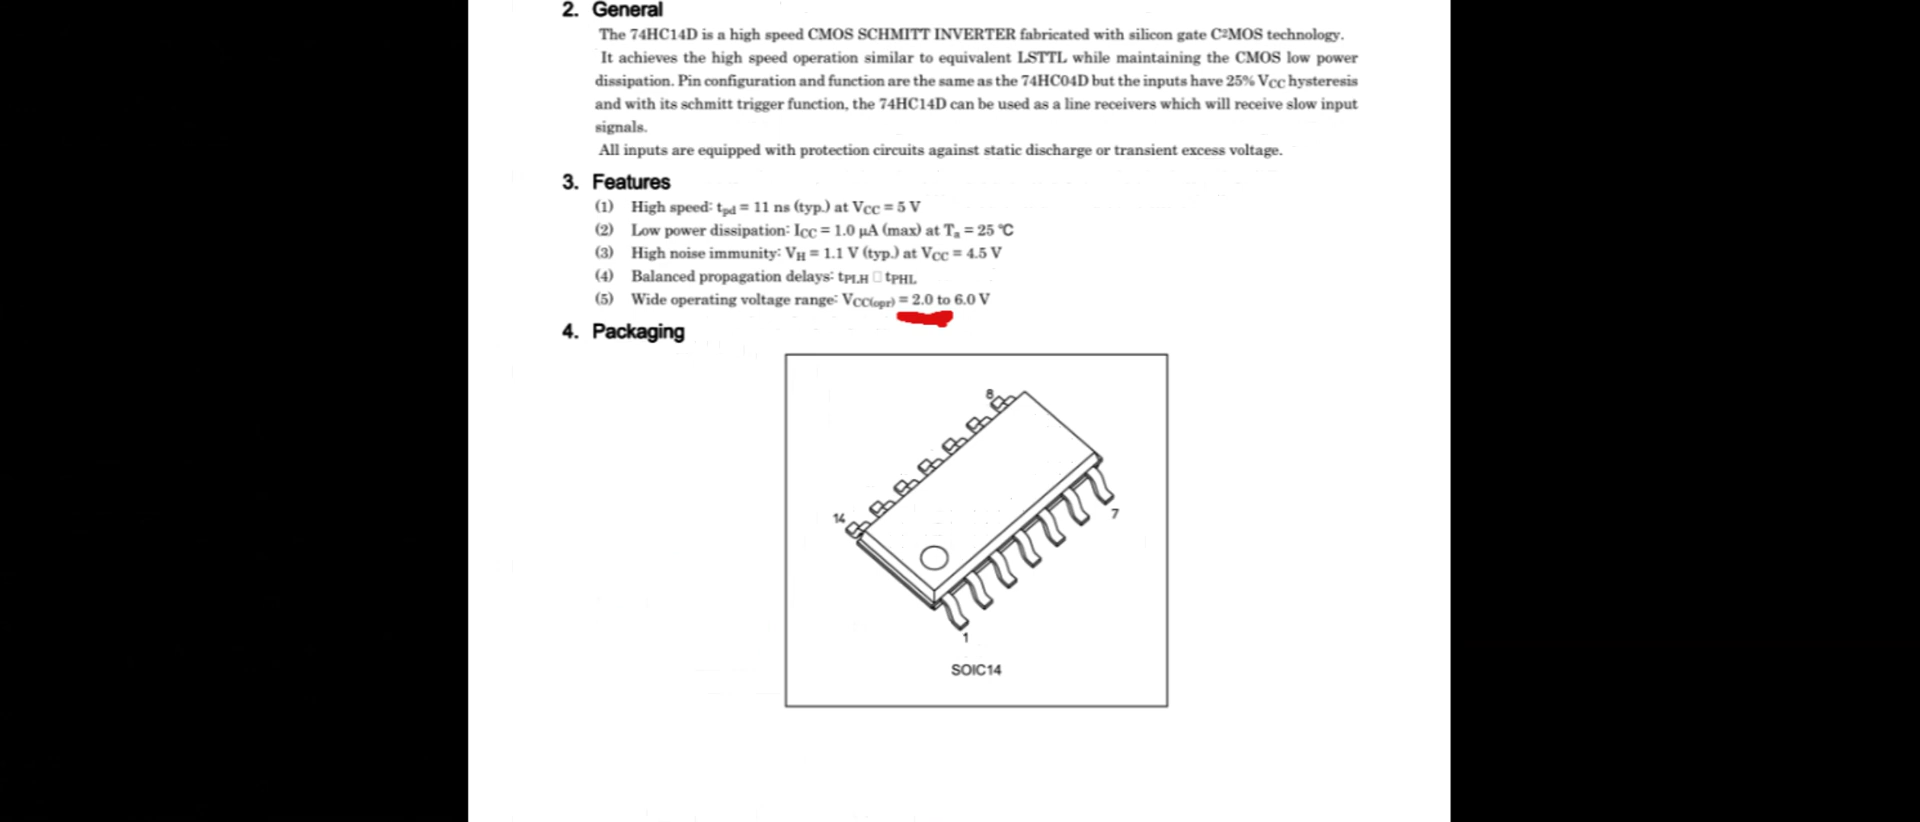 2. General
The 74HC14D is a high speed CMOS SCHMITT INVERTER fabricated with silicon gate C²MOS technology.
It achieves the high speed operation similar to equivalent LSTTL while maintaining the CMOS low power
dissipation. Pin configuration and function are the same as the 74HC04D but the inputs have 25% VCC hysteresis
and with its schmitt trigger function, the 74HC14D can be used as a line receivers which will receive slow input
signals.
All inputs are equipped with protection circuits against static discharge or transient excess voltage.
3. Features
(1) High speed: tpd = 11 ns (typ.) at VCC = 5 V
(2) Low power dissipation: ICC = 1.0 μA (max) at Ta = 25 ℃
(3) High noise immunity: VH = 1.1 V (typ.) at VCC = 4.5 V
(4) Balanced propagation delays: tPLH □ tPHL
(5) Wide operating voltage range: VCC(opr) = 2.0 to 6.0 V
4. Packaging
8
14
7
1
SOIC14